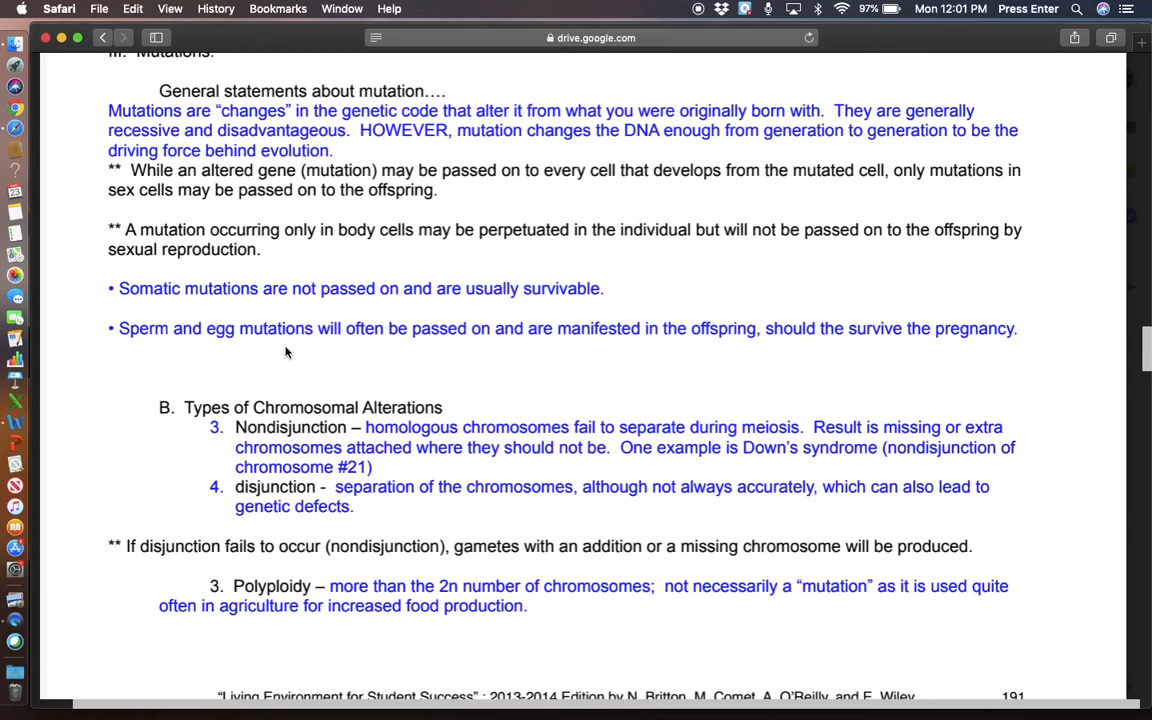 Safari File Edit View History Bookmarks Window Help 97% Mon 12:01 PM Press Enter
drive.google.com
III. Mutations:
General statements about mutation….
Mutations are “changes” in the genetic code that alter it from what you were originally born with. They are generally
recessive and disadvantageous. HOWEVER, mutation changes the DNA enough from generation to generation to be the
driving force behind evolution.
** While an altered gene (mutation) may be passed on to every cell that develops from the mutated cell, only mutations in
sex cells may be passed on to the offspring.
** A mutation occurring only in body cells may be perpetuated in the individual but will not be passed on to the offspring by
sexual reproduction.
• Somatic mutations are not passed on and are usually survivable.
• Sperm and egg mutations will often be passed on and are manifested in the offspring, should the survive the pregnancy.
B. Types of Chromosomal Alterations
3. Nondisjunction – homologous chromosomes fail to separate during meiosis. Result is missing or extra
chromosomes attached where they should not be. One example is Down’s syndrome (nondisjunction of
chromosome #21)
4. disjunction - separation of the chromosomes, although not always accurately, which can also lead to
genetic defects.
** If disjunction fails to occur (nondisjunction), gametes with an addition or a missing chromosome will be produced.
3. Polyploidy – more than the 2n number of chromosomes; not necessarily a “mutation” as it is used quite
often in agriculture for increased food production.
“Living Environment for Student Success” : 2013-2014 Edition by N. Britton, M. Comet, A. O’Reilly, and E. Wiley 191